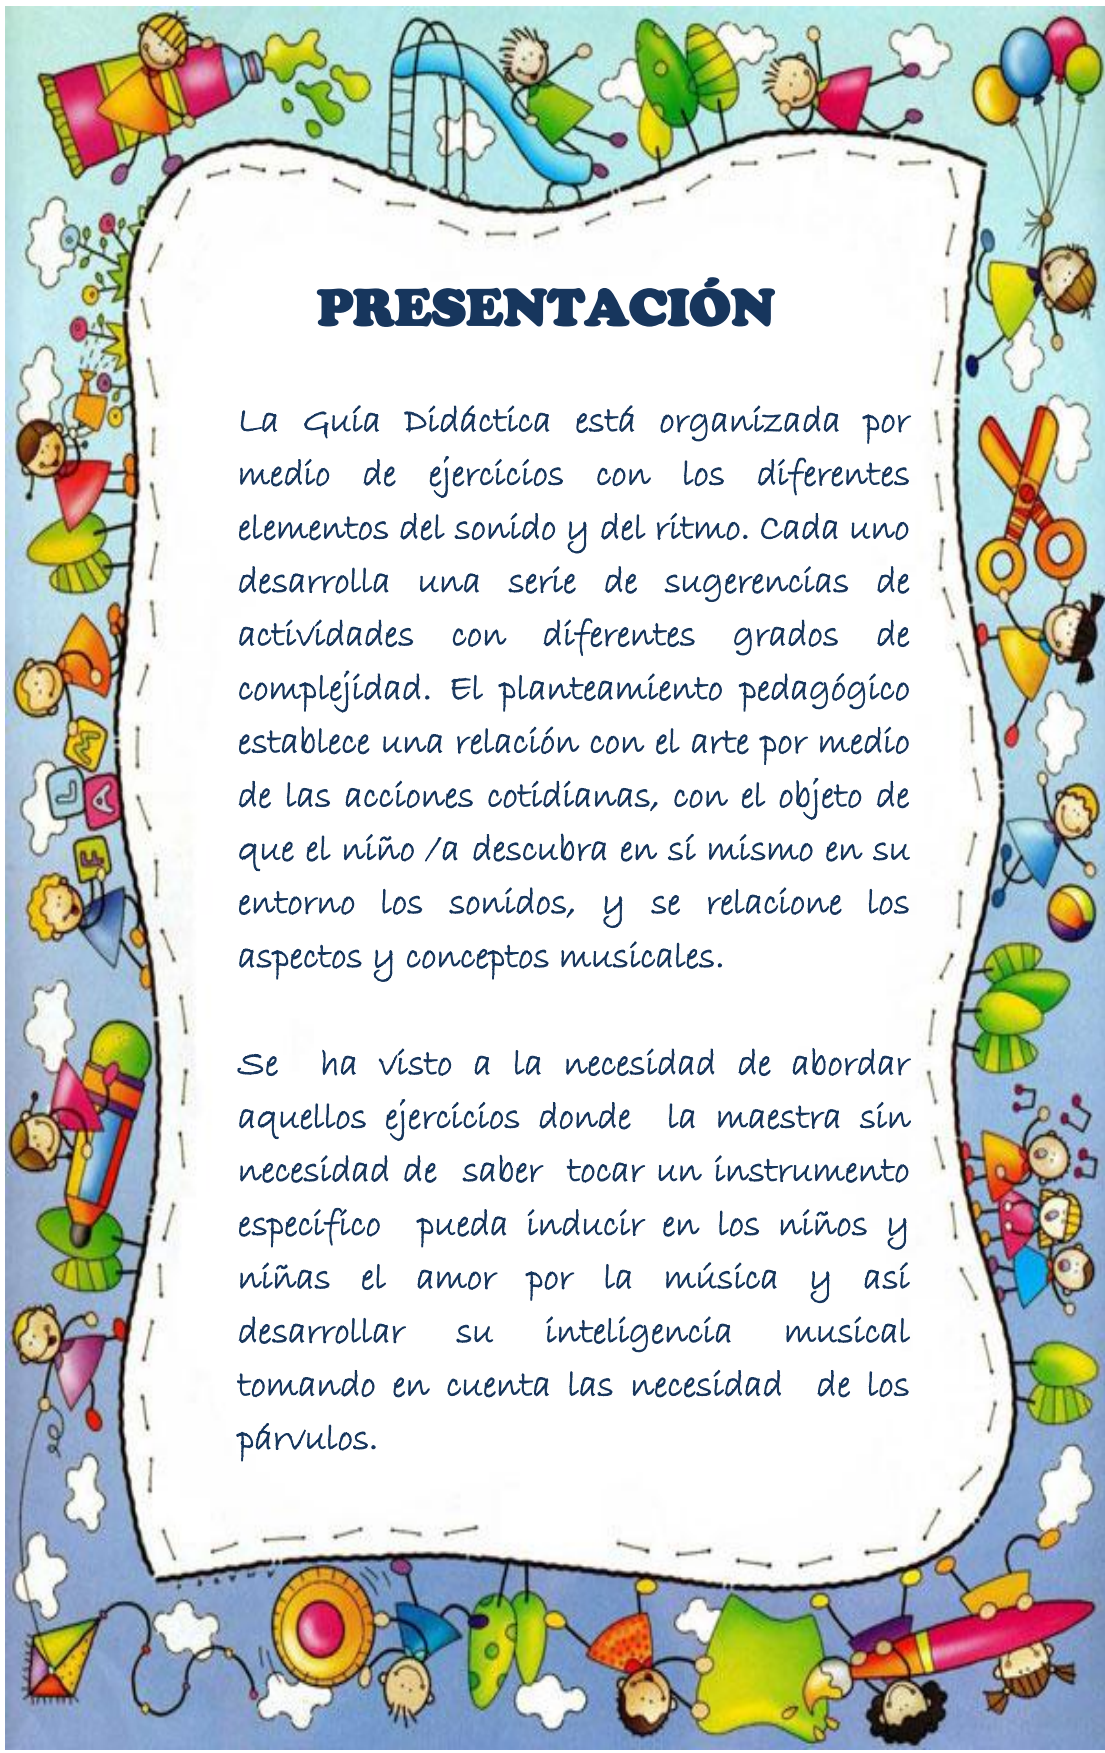 PRESENTACIÓN
La Guía Didáctica está organizada por
medio de ejercicios con los diferentes
elementos del sonido y del ritmo. Cada uno
desarrolla una serie de sugerencias de
actividades con diferentes grados de
complejidad. El planteamiento pedagógico
establece una relación con el arte por medio
de las acciones cotidianas, con el objeto de
que el niño /a descubra en sí mismo en su
entorno los sonidos, y se relacione los
aspectos y conceptos musicales.
Se ha visto a la necesidad de abordar
aquellos ejercicios donde la maestra sin
necesidad de saber tocar un instrumento
específico pueda inducir en los niños y
niñas el amor por la música y así
desarrollar su inteligencia musical
tomando en cuenta las necesidad de los
párvulos.
M
L
A
F